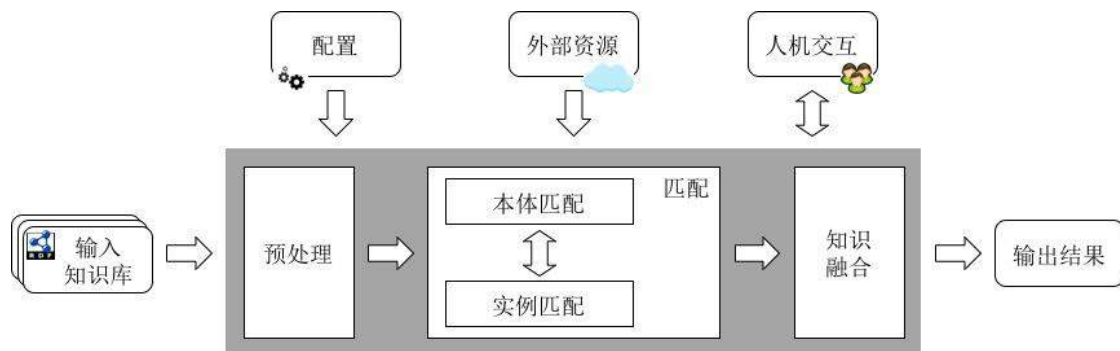 配置
外部资源
人机交互
匹配
本体匹配
输入
知识库
RDF
预处理
知识
融合
输出结果
实例匹配